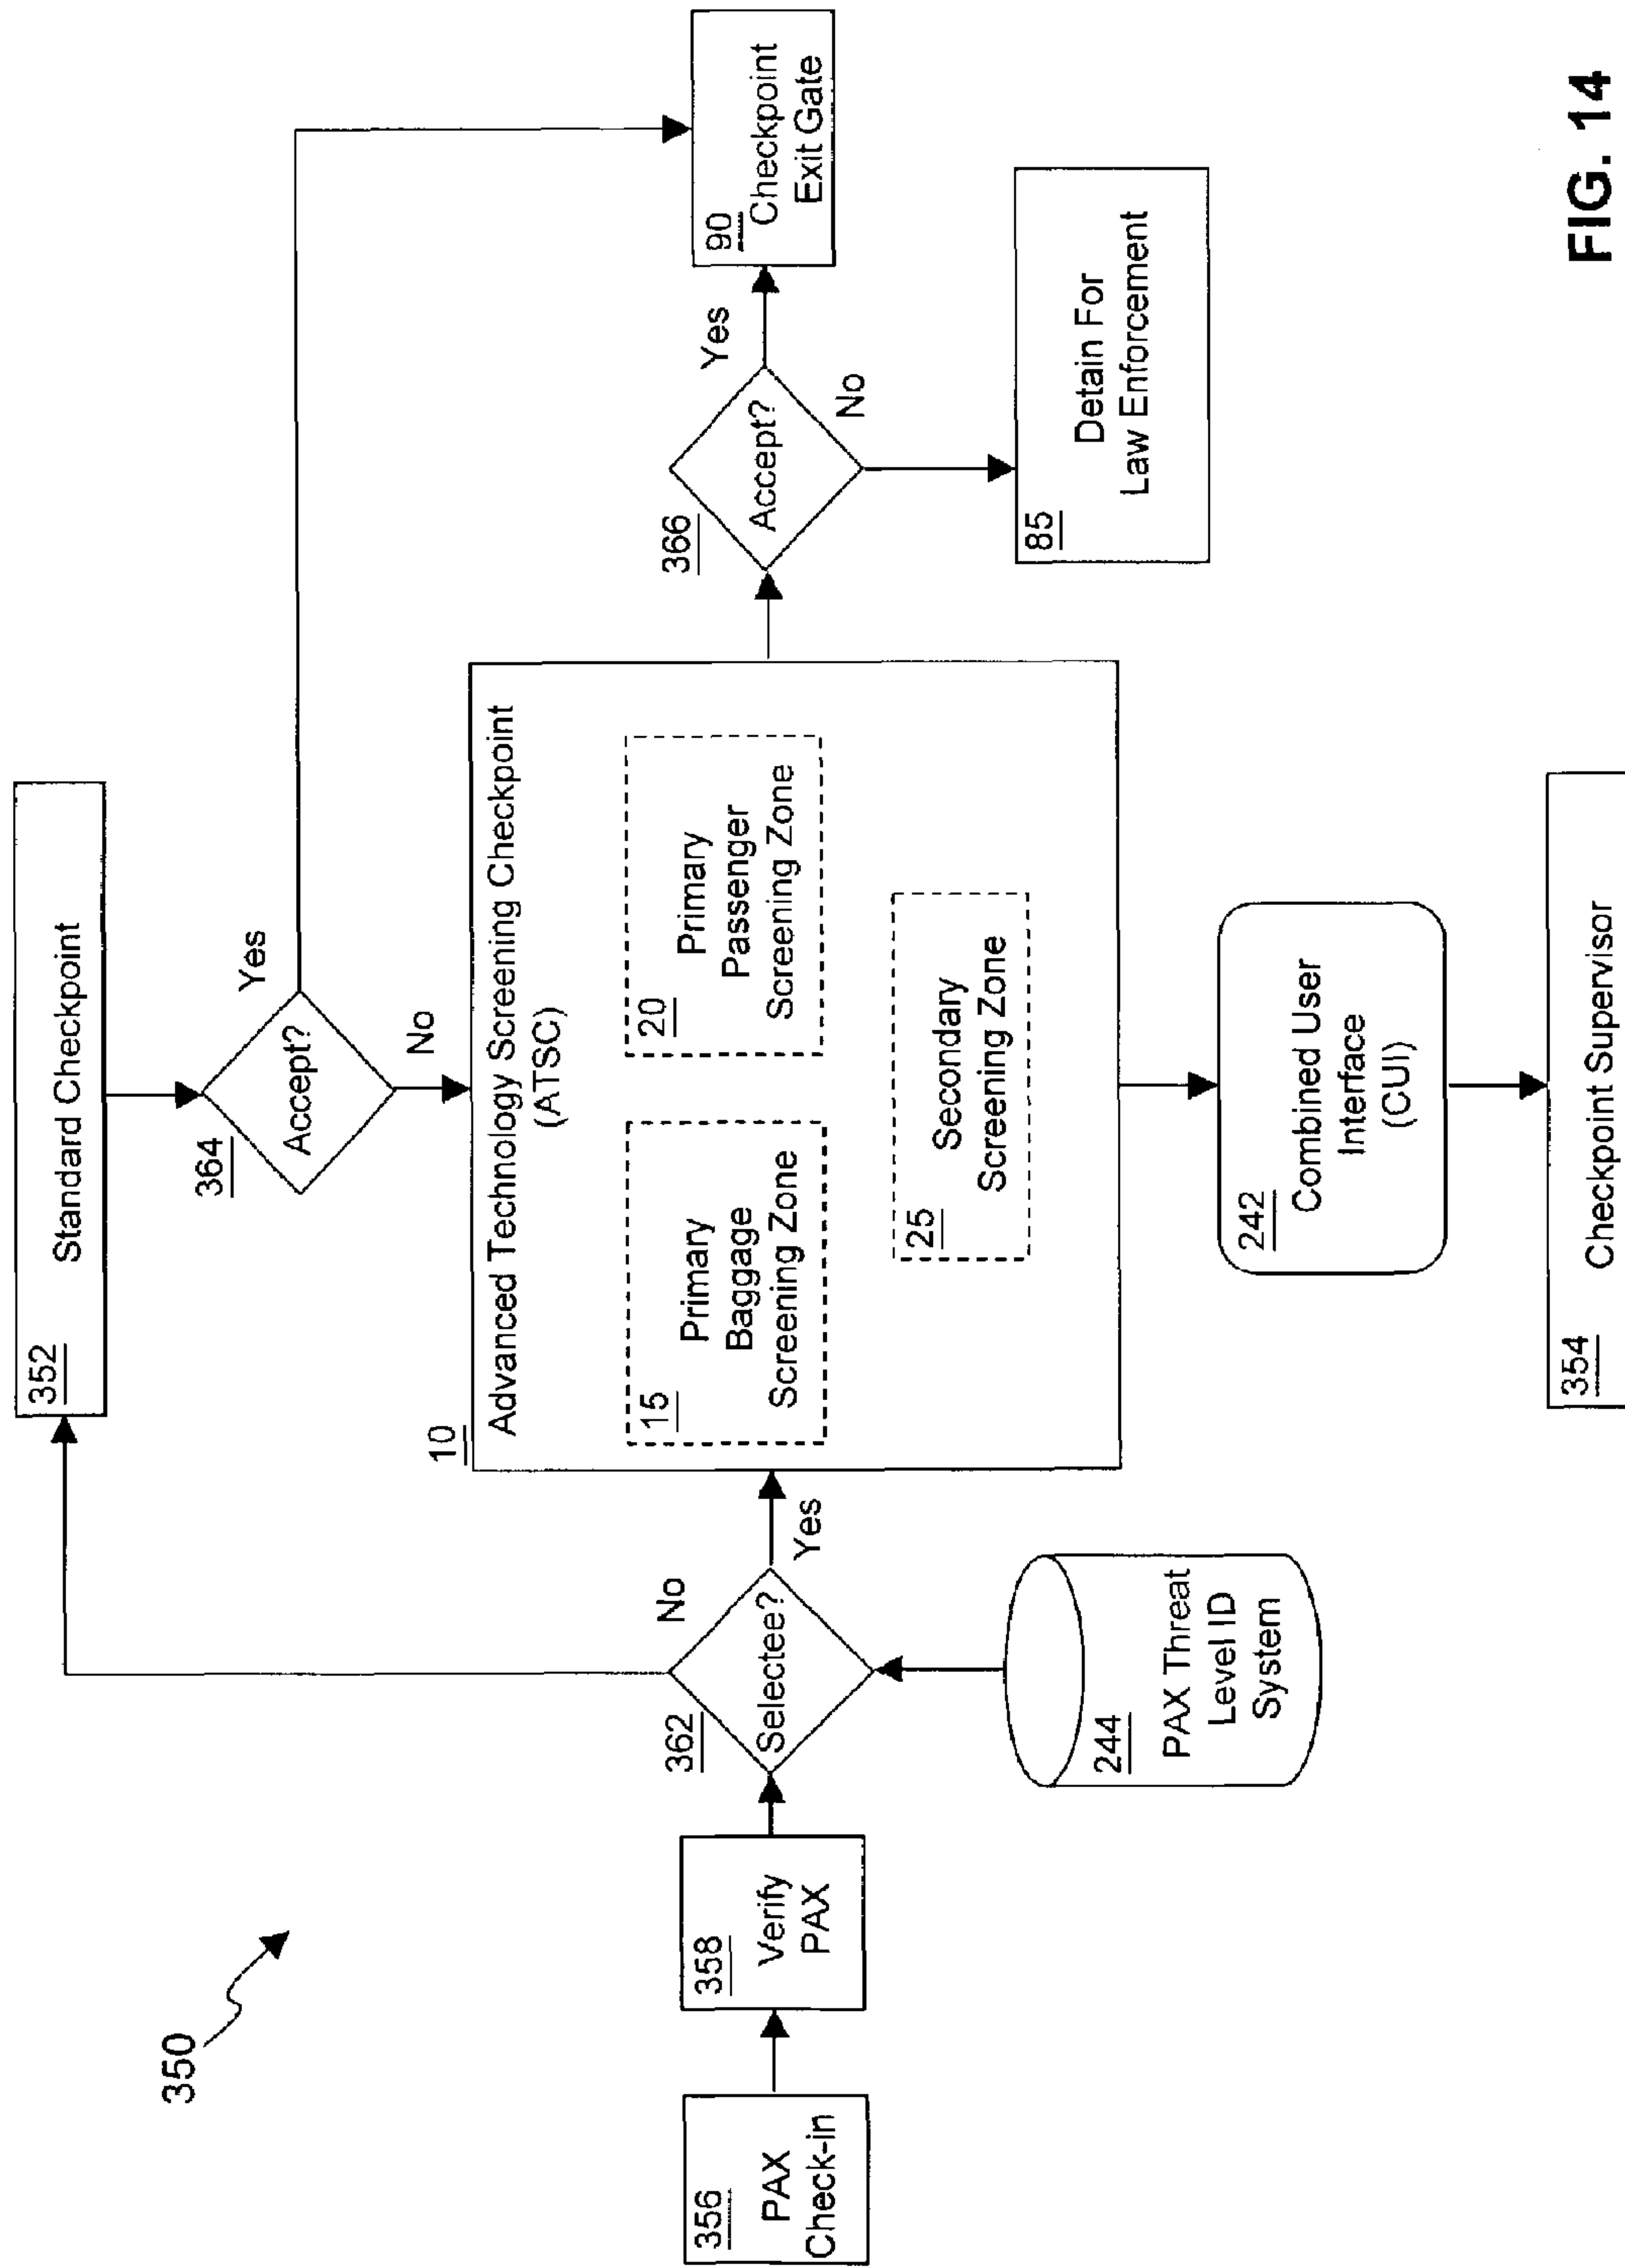 350
352
Standard Checkpoint
364
Accept?
Yes
No
10
Advanced Technology Screening Checkpoint
(ATSC)
15
Primary
Baggage
Screening Zone
20
Primary
Passenger
Screening Zone
25
Secondary
Screening Zone
356
PAX
Check-in
358
Verify
PAX
362
Selectee?
No
Yes
244
PAX Threat
Level ID
System
366
Accept?
Yes
No
90
Checkpoint
Exit Gate
85
Detain For
Law Enforcement
242
Combined User
Interface
(CUI)
354
Checkpoint Supervisor
FIG. 14